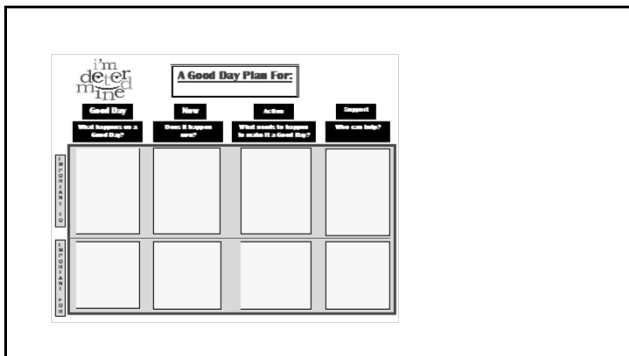 i'm
deter
mined
A Good Day Plan For:
Good Day
Now
Action
Support
What happens on a
Good Day?
Does it happen
now?
What needs to happen
to make it a Good Day?
Who can help?
IMPORTANT TO
IMPORTANT FOR